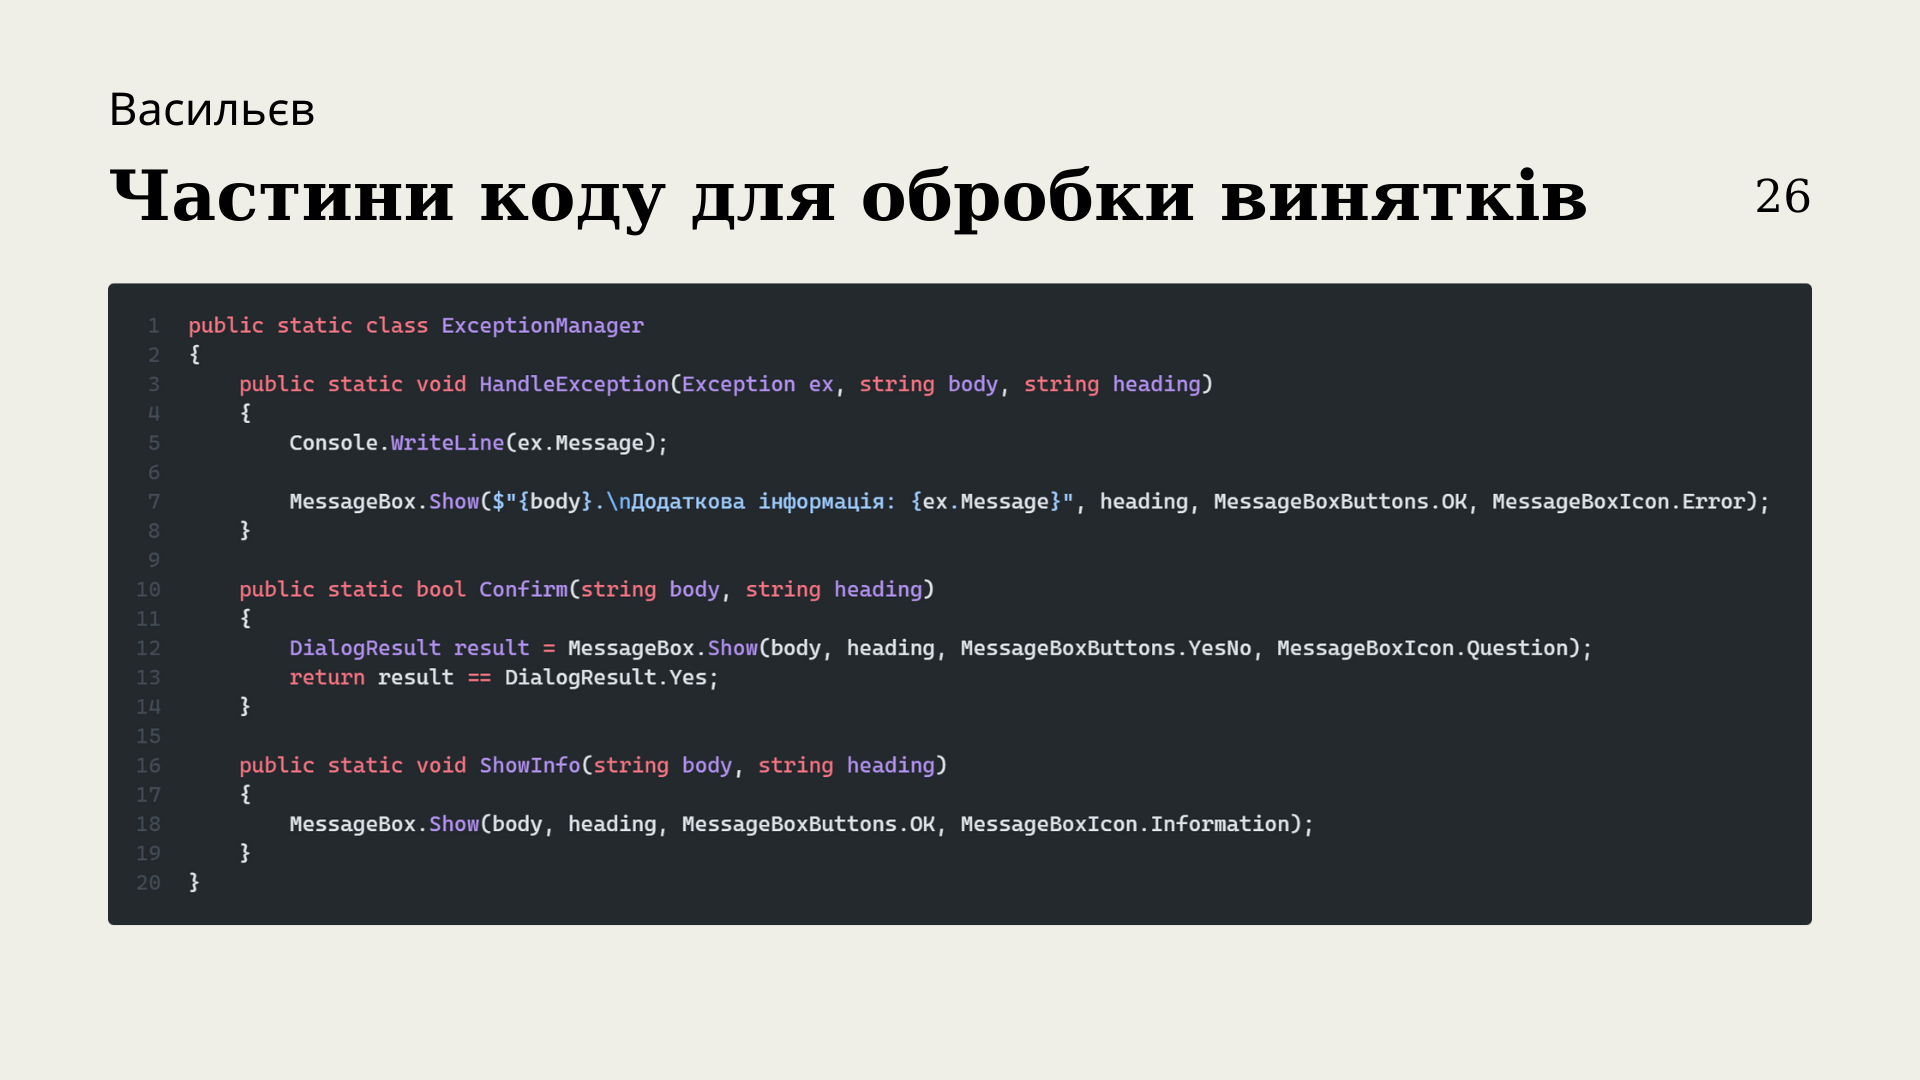 Васильєв
Частини коду для обробки винятків
26
1 public static class ExceptionManager
2 {
3     public static void HandleException(Exception ex, string body, string heading)
4     {
5         Console.WriteLine(ex.Message);
6
7         MessageBox.Show($"{body}.\nДодаткова інформація: {ex.Message}", heading, MessageBoxButtons.OK, MessageBoxIcon.Error);
8     }
9
10     public static bool Confirm(string body, string heading)
11     {
12         DialogResult result = MessageBox.Show(body, heading, MessageBoxButtons.YesNo, MessageBoxIcon.Question);
13         return result == DialogResult.Yes;
14     }
15
16     public static void ShowInfo(string body, string heading)
17     {
18         MessageBox.Show(body, heading, MessageBoxButtons.OK, MessageBoxIcon.Information);
19     }
20 }